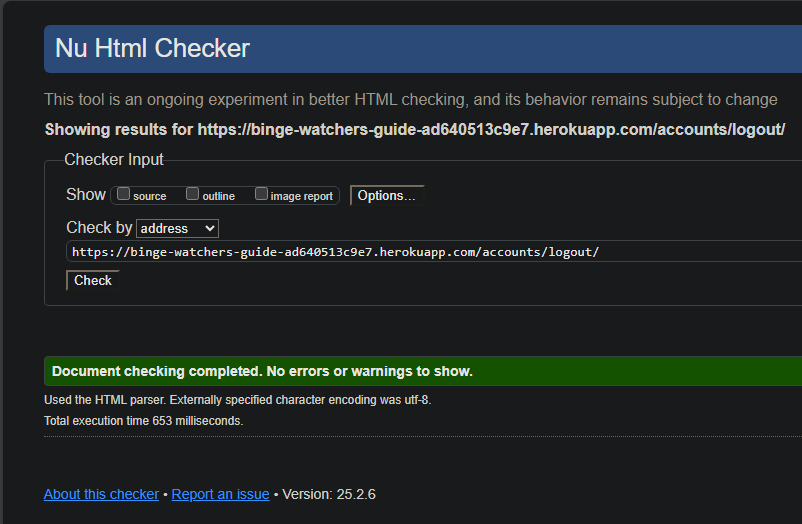 Nu Html Checker
This tool is an ongoing experiment in better HTML checking, and its behavior remains subject to change
Showing results for https://binge-watchers-guide-ad640513c9e7.herokuapp.com/accounts/logout/
Checker Input
Show source outline image report Options...
Check by address
https://binge-watchers-guide-ad640513c9e7.herokuapp.com/accounts/logout/
Check
Document checking completed. No errors or warnings to show.
Used the HTML parser. Externally specified character encoding was utf-8.
Total execution time 653 milliseconds.
About this checker • Report an issue • Version: 25.2.6